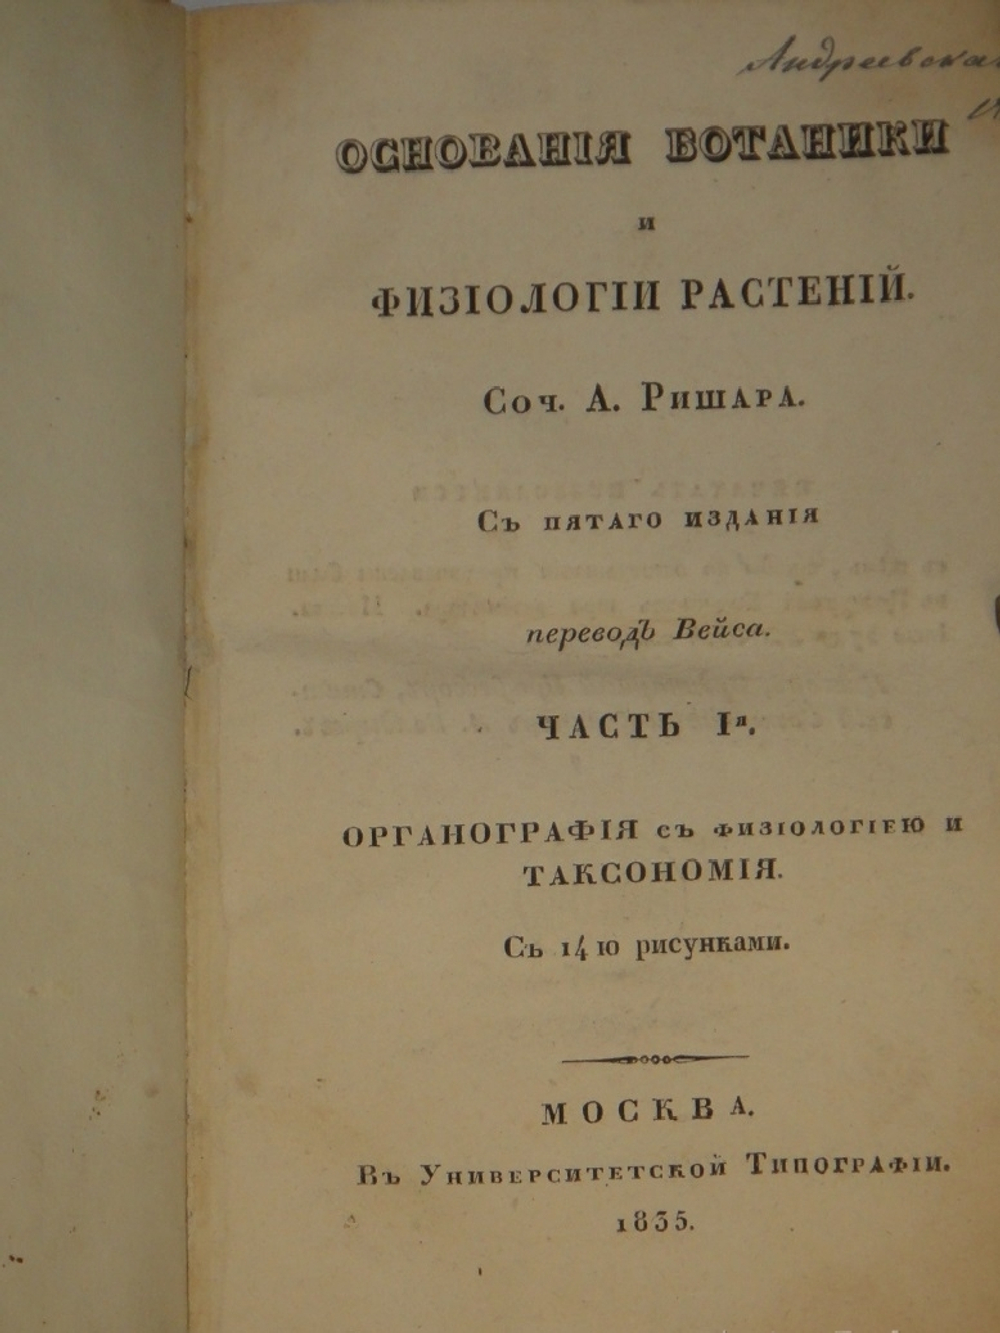 Андреевская
ОСНОВАНІЯ БОТАНИКИ
и
ФИЗІОЛОГІИ РАСТЕНІЙ.
Соч. А. Ришара.
Съ пятаго изданія
переводъ Вейса.
ЧАСТЬ Iя.
ОРГАНОГРАФІЯ съ физіологіею и
ТАКСОНОМІЯ.
Съ 14ю рисунками.
МОСКВА.
Въ Университетской Типографіи.
1835.